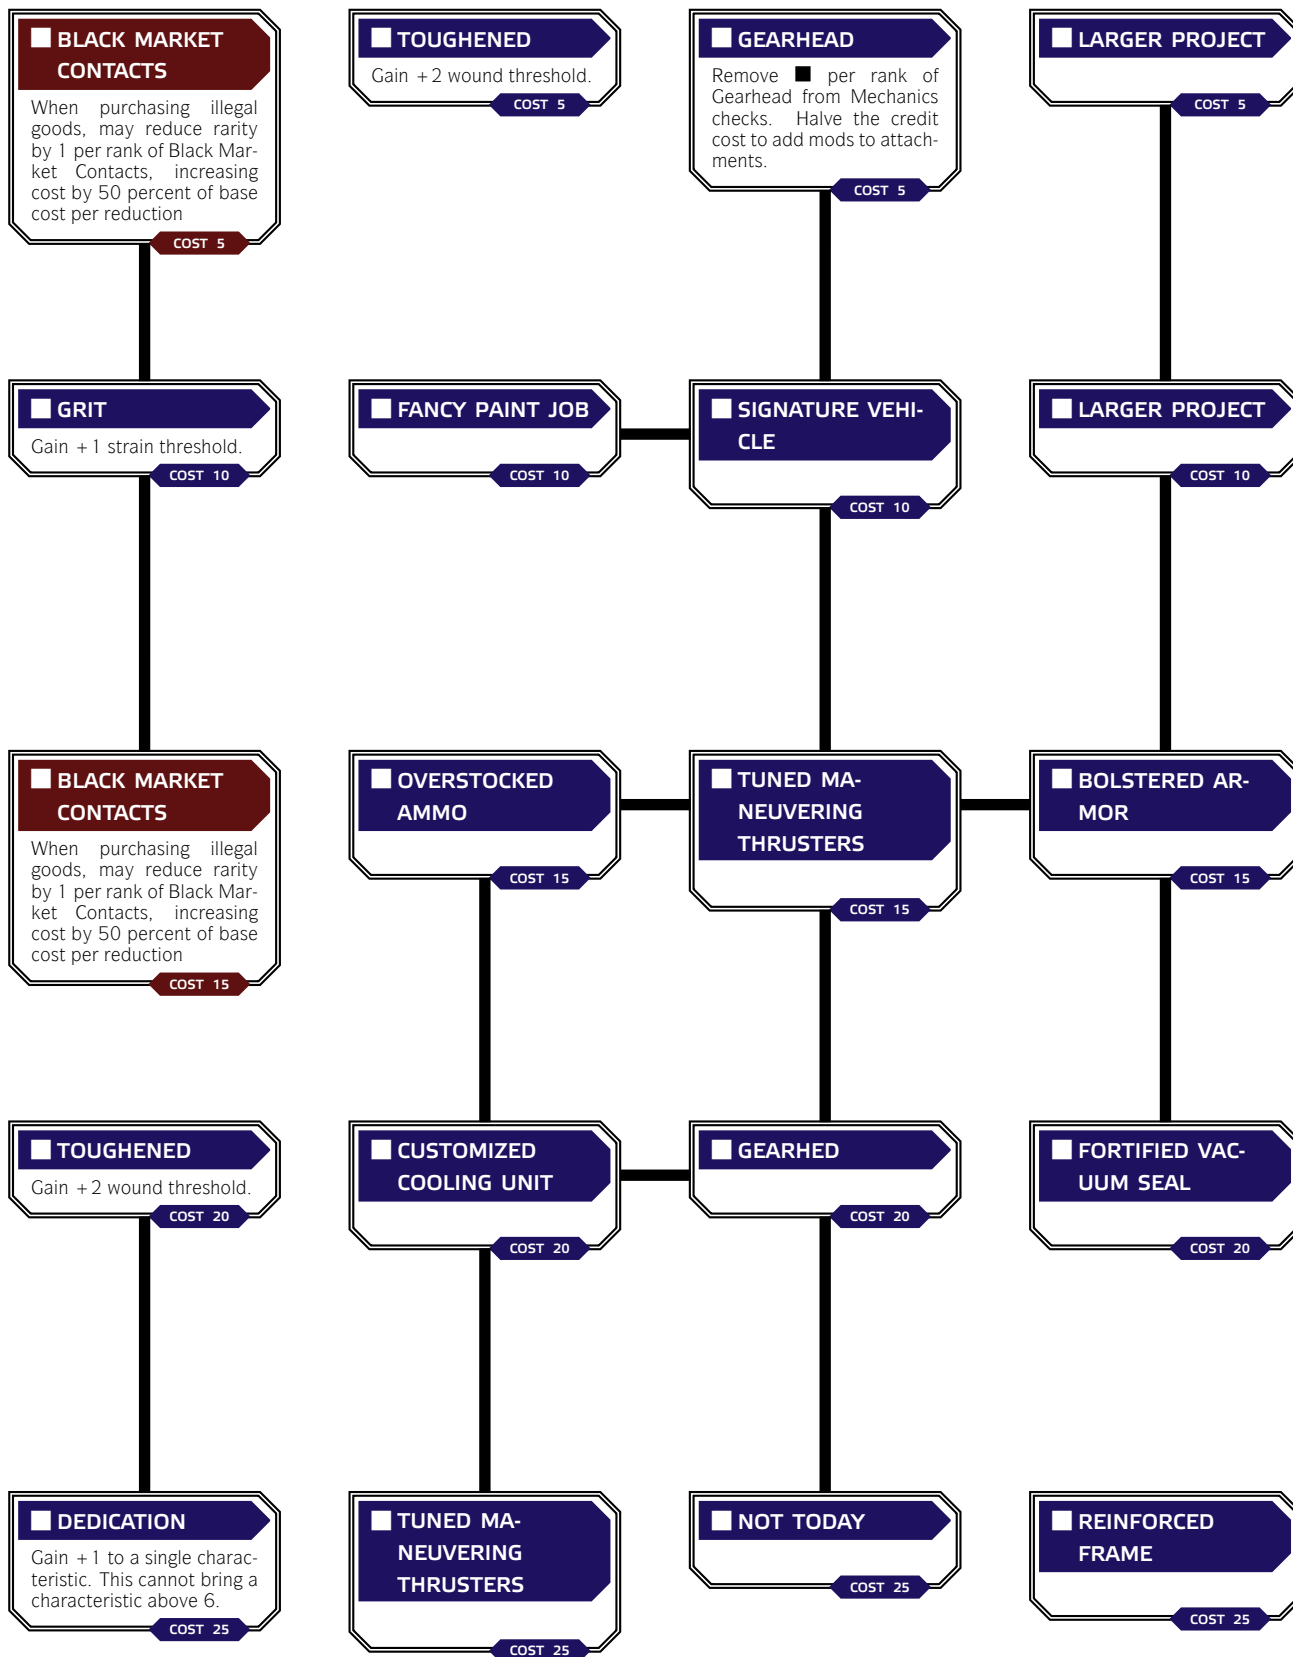 BLACK MARKET
CONTACTS
When purchasing illegal
goods, may reduce rarity
by 1 per rank of Black Mar-
ket Contacts, increasing
cost by 50 percent of base
cost per reduction
COST 5
TOUGHENED
Gain +2 wound threshold.
COST 5
GEARHEAD
Remove ■ per rank of
Gearhead from Mechanics
checks. Halve the credit
cost to add mods to attach-
ments.
COST 5
LARGER PROJECT
COST 5
GRIT
Gain +1 strain threshold.
COST 10
FANCY PAINT JOB
COST 10
SIGNATURE VEHI-
CLE
COST 10
LARGER PROJECT
COST 10
BLACK MARKET
CONTACTS
When purchasing illegal
goods, may reduce rarity
by 1 per rank of Black Mar-
ket Contacts, increasing
cost by 50 percent of base
cost per reduction
COST 15
OVERSTOCKED
AMMO
COST 15
TUNED MA-
NEUVERING
THRUSTERS
COST 15
BOLSTERED AR-
MOR
COST 15
TOUGHENED
Gain +2 wound threshold.
COST 20
CUSTOMIZED
COOLING UNIT
COST 20
GEARHED
COST 20
FORTIFIED VAC-
UUM SEAL
COST 20
DEDICATION
Gain +1 to a single charac-
teristic. This cannot bring a
characteristic above 6.
COST 25
TUNED MA-
NEUVERING
THRUSTERS
COST 25
NOT TODAY
COST 25
REINFORCED
FRAME
COST 25